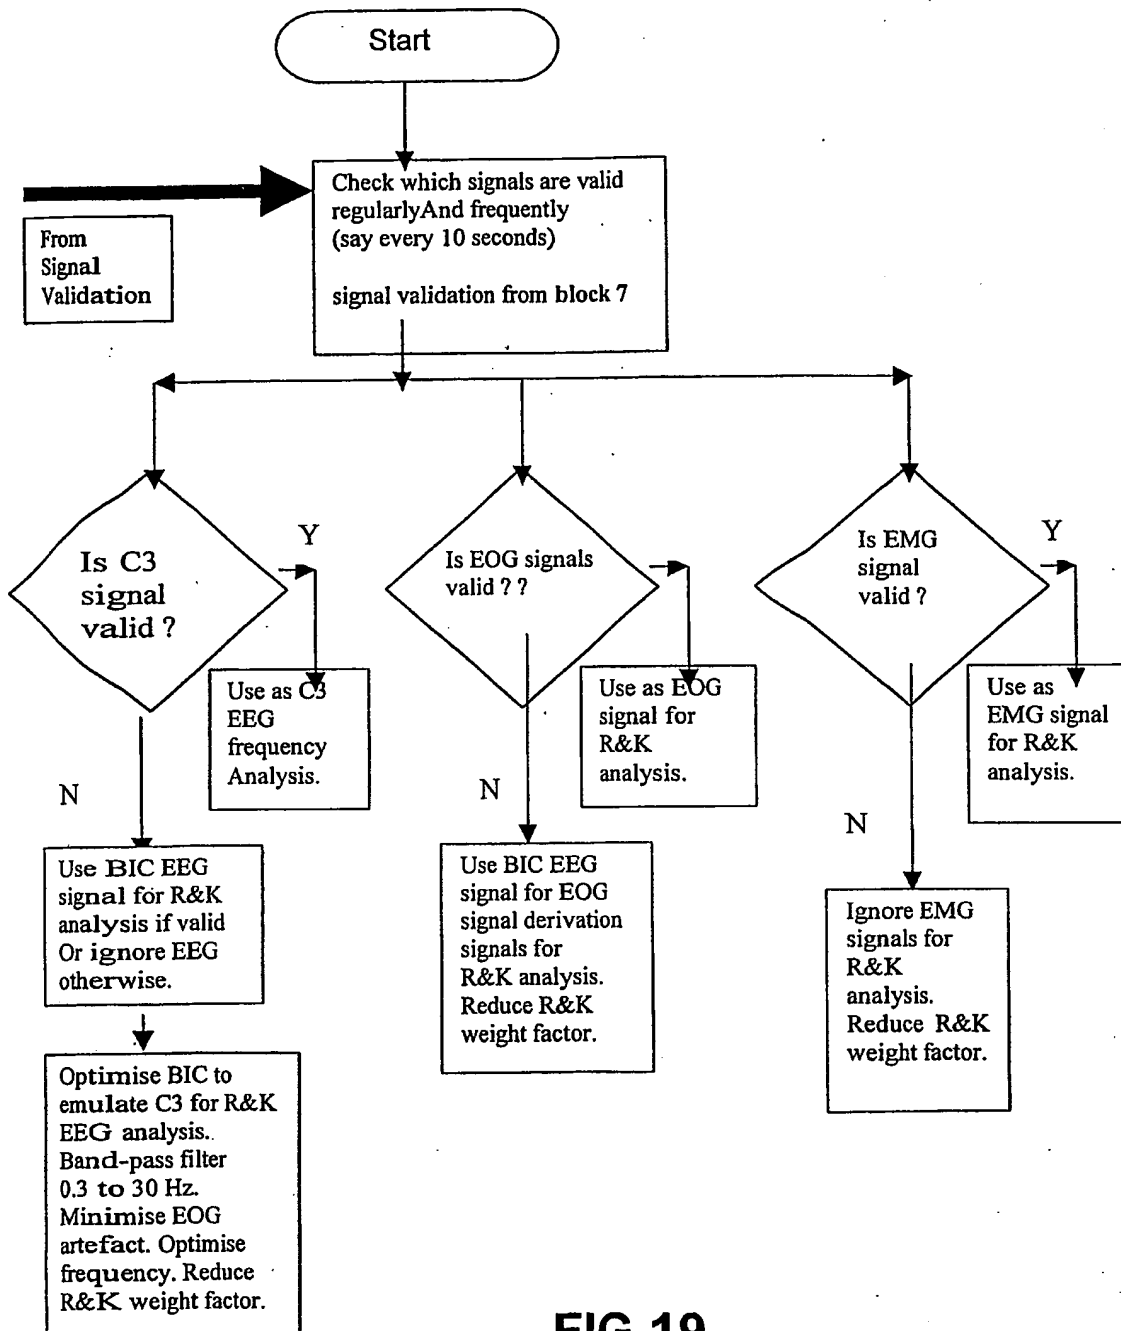 Start
Check which signals are valid
regularlyAnd frequently
(say every 10 seconds)
signal validation from block 7
From
Signal
Validation
Is C3
signal
valid ?
Y
Is EOG signals
valid ? ?
Is EMG
signal
valid ?
Y
Use as C3
EEG
frequency
Analysis.
Use as EOG
signal for
R&K
analysis.
Use as
EMG signal
for R&K
analysis.
N
N
N
Use BIC EEG
signal for R&K
analysis if valid
Or ignore EEG
otherwise.
Use BIC EEG
signal for EOG
signal derivation
signals for
R&K analysis.
Reduce R&K
weight factor.
Ignore EMG
signals for
R&K
analysis.
Reduce R&K
weight factor.
Optimise BIC to
emulate C3 for R&K
EEG analysis.
Band-pass filter
0.3 to 30 Hz.
Minimise EOG
artefact. Optimise
frequency. Reduce
R&K weight factor.
FIG 19